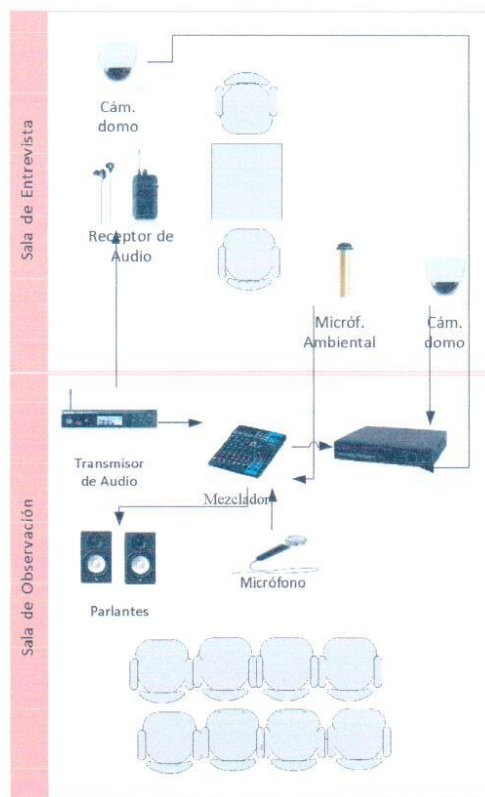 Sala de Entrevista
Cám.
domo
Receptor de
Audio
Micróf.
Ambiental
Cám.
domo
Sala de Observación
Transmisor
de Audio
Mezclador
Micrófono
Parlantes